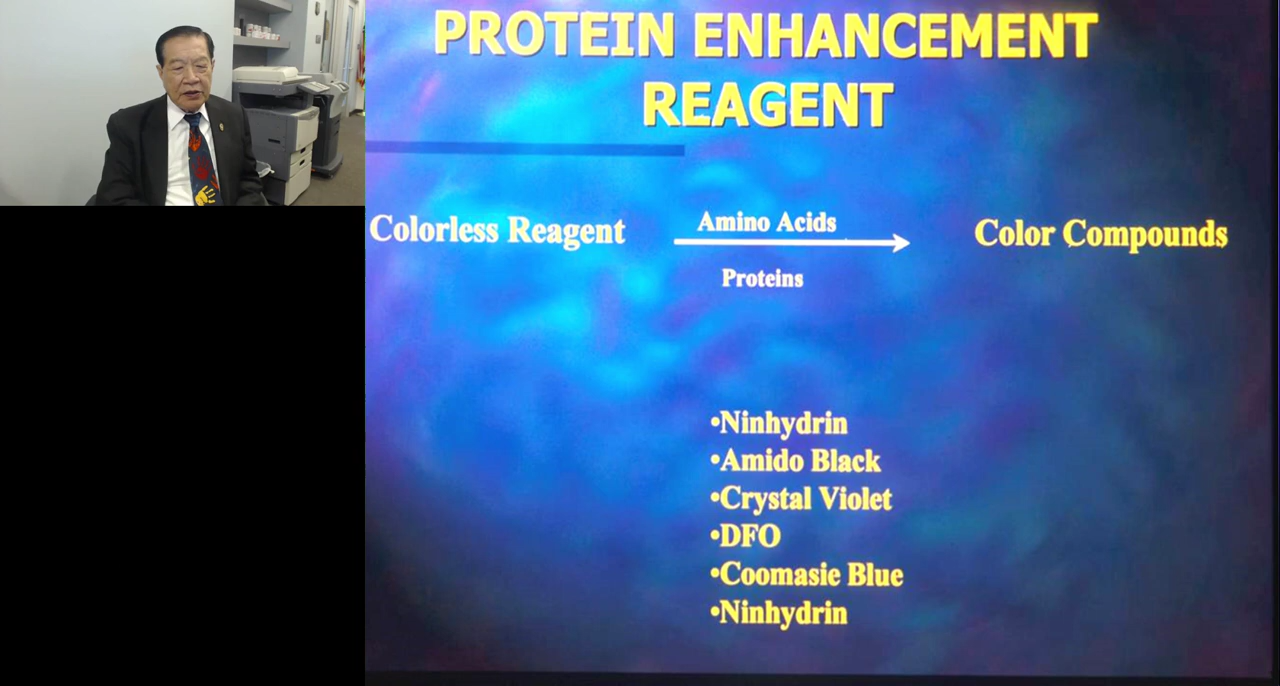 PROTEIN ENHANCEMENT
REAGENT
Colorless Reagent
Amino Acids
Color Compounds
Proteins
•Ninhydrin
•Amido Black
•Crystal Violet
•DFO
•Coomasie Blue
•Ninhydrin